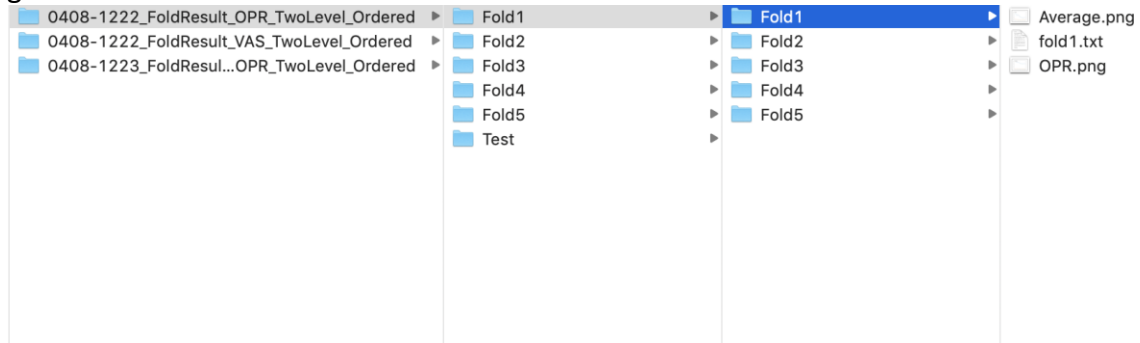 0408-1222_FoldResult_OPR_TwoLevel_Ordered
0408-1222_FoldResult_VAS_TwoLevel_Ordered
0408-1223_FoldResul...OPR_TwoLevel_Ordered
Fold1
Fold2
Fold3
Fold4
Fold5
Test
Fold1
Fold2
Fold3
Fold4
Fold5
Average.png
fold1.txt
OPR.png